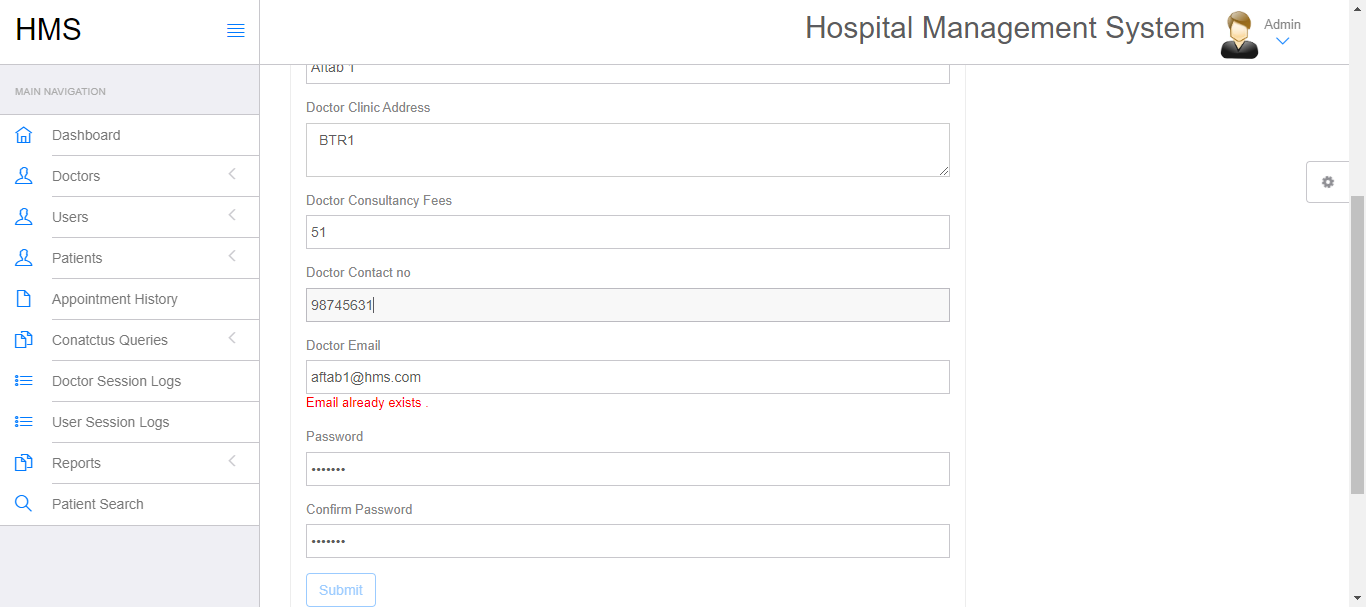 HMS
Hospital Management System
Admin
MAIN NAVIGATION
Dashboard
Doctors
Users
Patients
Appointment History
Conatctus Queries
Doctor Session Logs
User Session Logs
Reports
Patient Search
Aftab 1
Doctor Clinic Address
BTR1
Doctor Consultancy Fees
51
Doctor Contact no
98745631
Doctor Email
aftab1@hms.com
Email already exists .
Password
•••••••
Confirm Password
•••••••
Submit